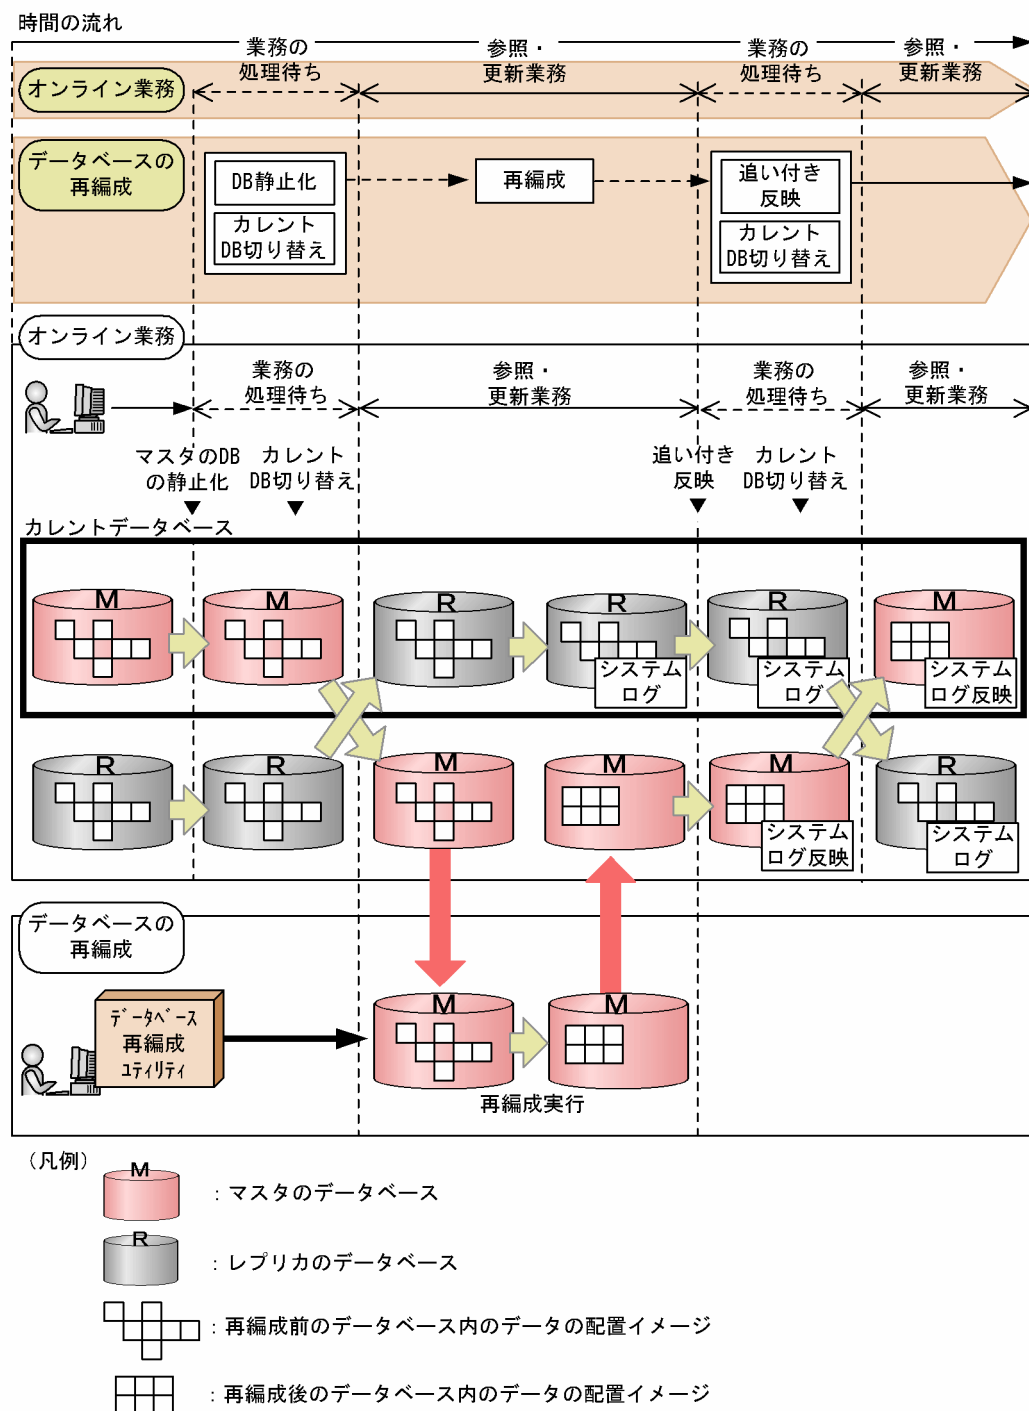 時間の流れ
業務の
処理待ち
参照・
更新業務
業務の
処理待ち
参照・
更新業務
オンライン業務
データベースの
再編成
DB静止化
カレント
DB切り替え
再編成
追い付き
反映
カレント
DB切り替え
オンライン業務
業務の
処理待ち
参照・
更新業務
業務の
処理待ち
参照・
更新業務
マスタのDB
の静止化
カレント
DB切り替え
追い付き
反映
カレント
DB切り替え
カレントデータベース
M
M
R
R
システム
ログ
R
システム
ログ
M
システム
ログ反映
R
R
M
M
M
システム
ログ反映
R
システム
ログ
データベースの
再編成
ﾃﾞｰﾀﾍﾞｰｽ
再編成
ﾕﾃｨﾘﾃｨ
M
M
再編成実行
（凡例）
M
：マスタのデータベース
R
：レプリカのデータベース
：再編成前のデータベース内のデータの配置イメージ
：再編成後のデータベース内のデータの配置イメージ